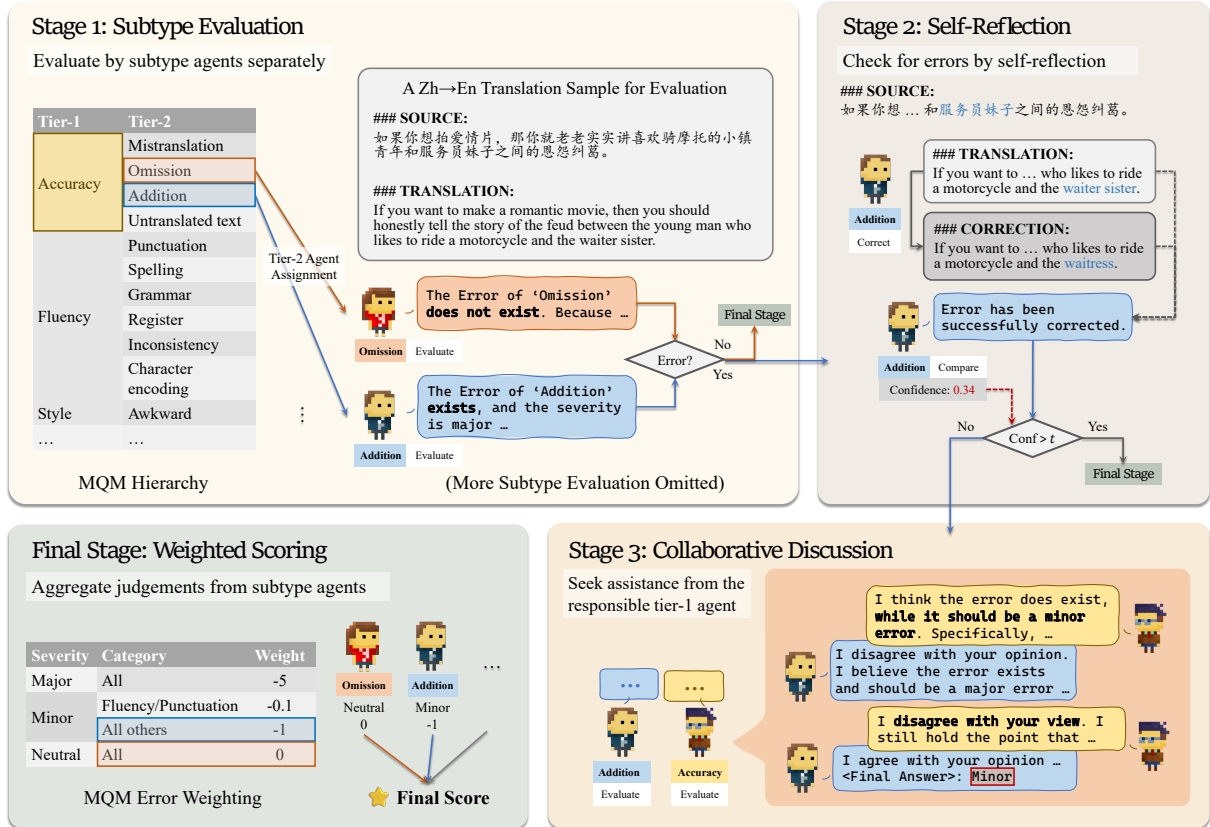 Stage 1: Subtype Evaluation
Evaluate by subtype agents separately
Tier-1 Tier-2
Accuracy
Mistranslation
Omission
Addition
Untranslated text
Fluency
Punctuation
Spelling
Grammar
Register
Inconsistency
Character
encoding
Style Awkward
... ...
MQM Hierarchy
Tier-2 Agent
Assignment
A Zh→En Translation Sample for Evaluation
### SOURCE:
如果你想拍爱情片，那你就老老实实讲喜欢骑摩托的小镇
青年和服务员妹子之间的恩怨纠葛。
### TRANSLATION:
If you want to make a romantic movie, then you should
honestly tell the story of the feud between the young man who
likes to ride a motorcycle and the waiter sister.
The Error of ‘Omission’
does not exist. Because …
Omission Evaluate
The Error of ‘Addition’
exists, and the severity
is major …
Addition Evaluate
⋮
Error?
No
Yes
Final Stage
(More Subtype Evaluation Omitted)
Stage 2: Self-Reflection
Check for errors by self-reflection
### SOURCE:
如果你想 … 和服务员妹子之间的恩怨纠葛。
### TRANSLATION:
If you want to … who likes to ride
a motorcycle and the waiter sister.
Addition
Correct
### CORRECTION:
If you want to … who likes to ride
a motorcycle and the waitress.
Error has been
successfully corrected.
Addition Compare
Confidence: 0.34
No
Conf > t
Yes
Final Stage
Final Stage: Weighted Scoring
Aggregate judgements from subtype agents
Severity Category Weight
Major All -5
Minor
Fluency/Punctuation -0.1
All others -1
Neutral All 0
MQM Error Weighting
Omission
Neutral
0
Addition
Minor
-1
...
Final Score
Stage 3: Collaborative Discussion
Seek assistance from the
responsible tier-1 agent
...
...
Addition
Evaluate
Accuracy
Evaluate
I think the error does exist,
while it should be a minor
error. Specifically, …
I disagree with your opinion.
I believe the error exists
and should be a major error …
I disagree with your view. I
still hold the point that …
I agree with your opinion …
<Final Answer>: Minor